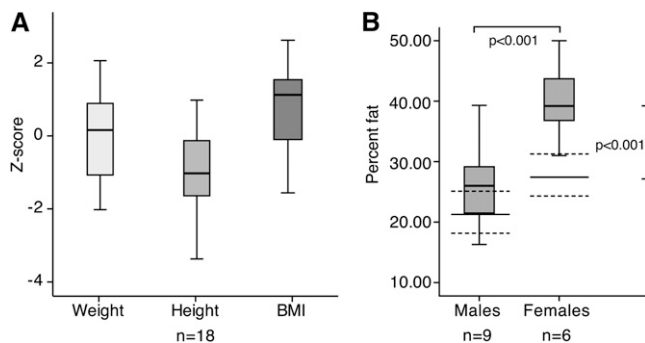 A
Z-score
2
0
-2
-4
Weight Height BMI
n=18
B
Percent fat
50.00
40.00
30.00
20.00
10.00
p<0.001
p<0.001
Males Females
n=9 n=6